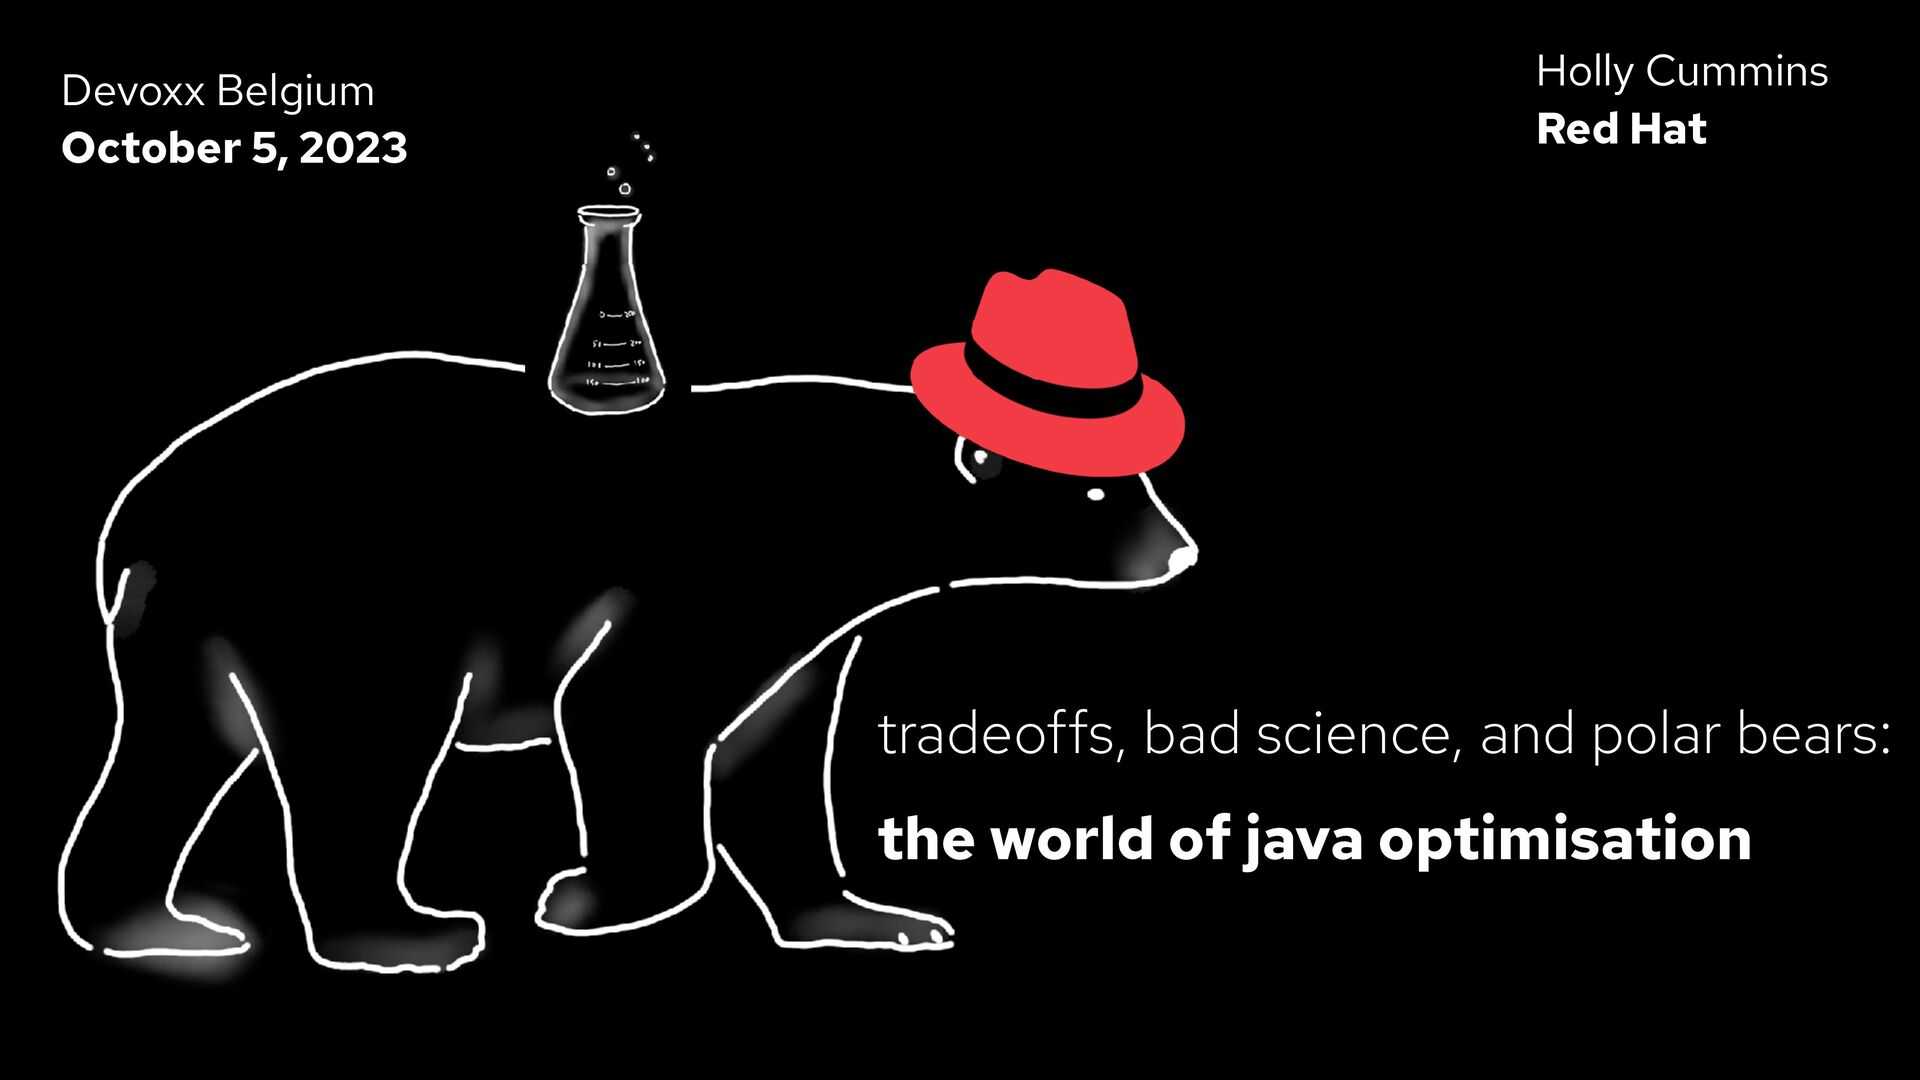 Devoxx Belgium
October 5, 2023
Holly Cummins
Red Hat
tradeoffs, bad science, and polar bears:
the world of java optimisation